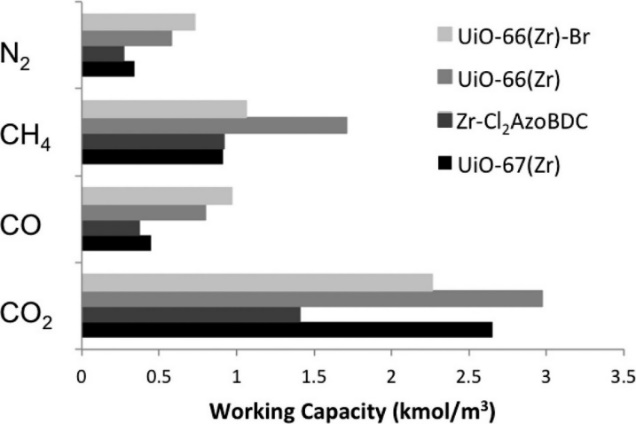 UiO-66(Zr)-Br
N₂
UiO-66(Zr)
CH₄
Zr-Cl₂AzoBDC
UiO-67(Zr)
CO
CO₂
0 0.5 1 1.5 2 2.5 3 3.5
Working Capacity (kmol/m³)